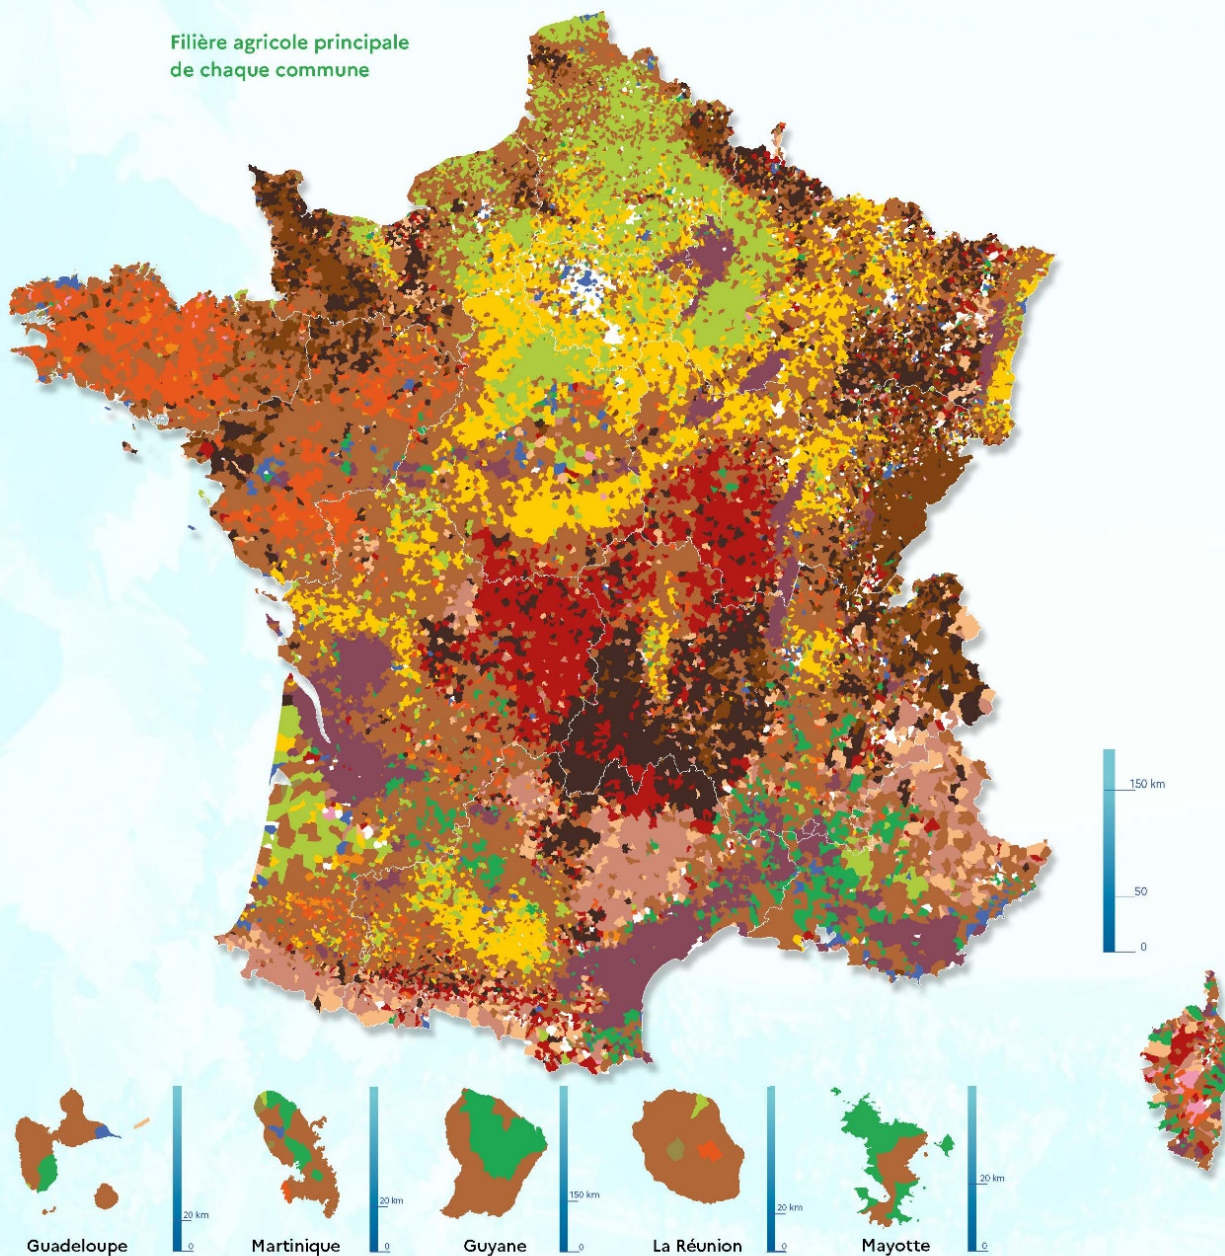 Filière agricole principale
de chaque commune
150 km
50
0
20 km
0
20 km
0
150 km
0
20 km
0
20 km
0
Guadeloupe
Martinique
Guyane
La Réunion
Mayotte